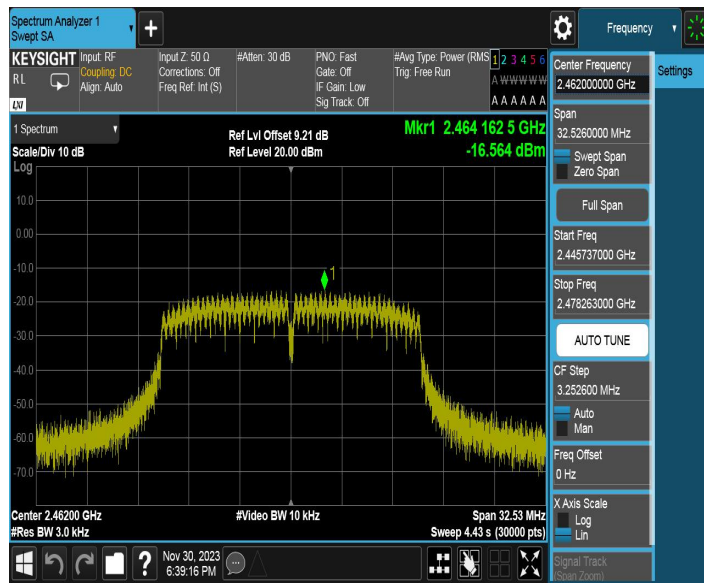 Spectrum Analyzer 1
Swept SA
+
Frequency
KEYSIGHT
RL
LXI
Input: RF
Coupling: DC
Align: Auto
Input Z: 50 Ω
Corrections: Off
Freq Ref: Int (S)
#Atten: 30 dB
PNO: Fast
Gate: Off
IF Gain: Low
Sig Track: Off
#Avg Type: Power (RMS
Trig: Free Run
1 2 3 4 5 6
A W W W W W
A A A A A A
1 Spectrum
Scale/Div 10 dB
Log
Ref Lvl Offset 9.21 dB
Ref Level 20.00 dBm
Mkr1 2.464 162 5 GHz
-16.564 dBm
10.0
0.00
-10.0
-20.0
-30.0
-40.0
-50.0
-60.0
-70.0
1
Center 2.46200 GHz
#Res BW 3.0 kHz
#Video BW 10 kHz
Span 32.53 MHz
Sweep 4.43 s (30000 pts)
Center Frequency
2.462000000 GHz
Settings
Span
32.5260000 MHz
Swept Span
Zero Span
Full Span
Start Freq
2.445737000 GHz
Stop Freq
2.478263000 GHz
AUTO TUNE
CF Step
3.252600 MHz
Auto
Man
Freq Offset
0 Hz
X Axis Scale
Log
Lin
Signal Track
(Span Zoom)
?
Nov 30, 2023
6:39:16 PM